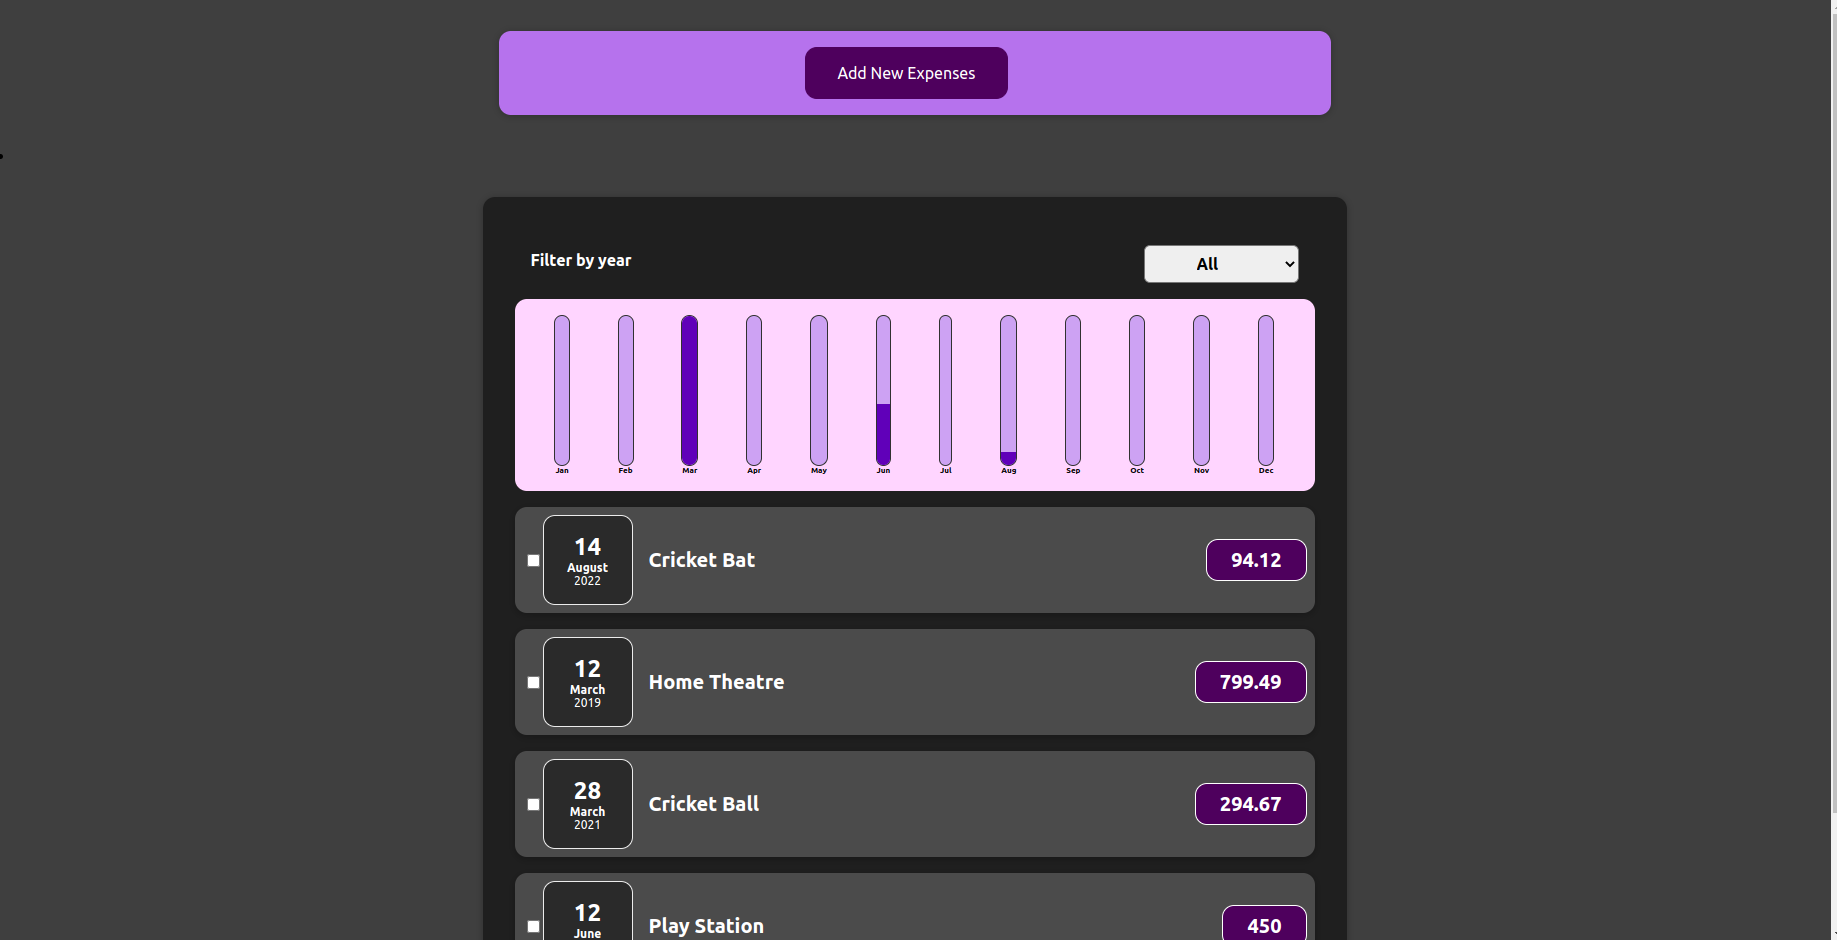 Add New Expenses
Filter by year
All
Jan Feb Mar Apr May Jun Jul Aug Sep Oct Nov Dec
14
August
2022
Cricket Bat
94.12
12
March
2019
Home Theatre
799.49
28
March
2021
Cricket Ball
294.67
12
June
Play Station
450